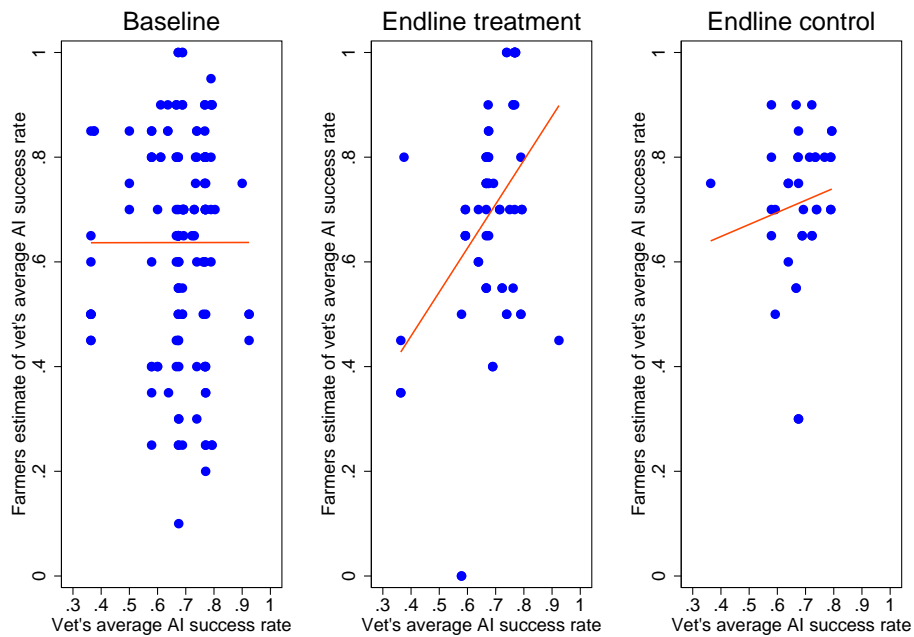 Baseline
Farmers estimate of vet's average AI success rate
1
.8
.6
.4
.2
0
.3 .4 .5 .6 .7 .8 .9 1
Vet's average AI success rate
Endline treatment
Farmers estimate of vet's average AI success rate
1
.8
.6
.4
.2
0
.3 .4 .5 .6 .7 .8 .9 1
Vet's average AI success rate
Endline control
Farmers estimate of vet's average AI success rate
1
.8
.6
.4
.2
0
.3 .4 .5 .6 .7 .8 .9 1
Vet's average AI success rate